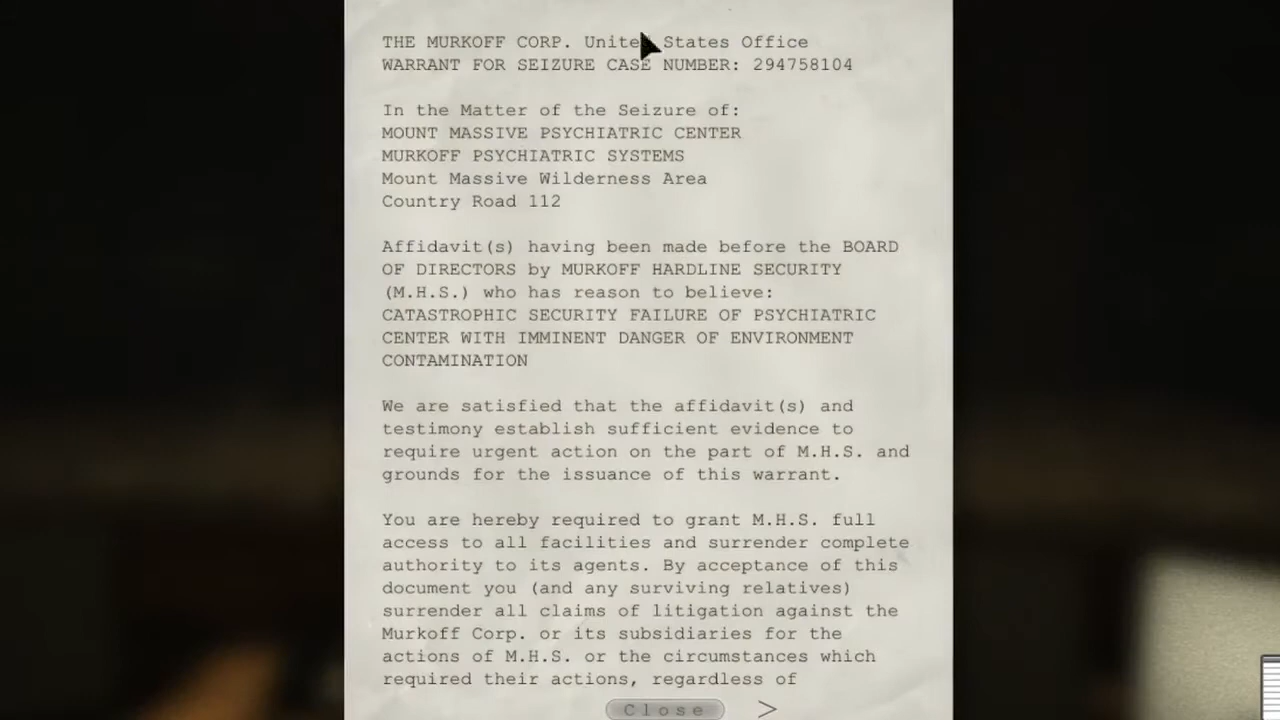 THE MURKOFF CORP. United States Office
WARRANT FOR SEIZURE CASE NUMBER: 294758104
In the Matter of the Seizure of:
MOUNT MASSIVE PSYCHIATRIC CENTER
MURKOFF PSYCHIATRIC SYSTEMS
Mount Massive Wilderness Area
Country Road 112
Affidavit(s) having been made before the BOARD
OF DIRECTORS by MURKOFF HARDLINE SECURITY
(M.H.S.) who has reason to believe:
CATASTROPHIC SECURITY FAILURE OF PSYCHIATRIC
CENTER WITH IMMINENT DANGER OF ENVIRONMENT
CONTAMINATION
We are satisfied that the affidavit(s) and
testimony establish sufficient evidence to
require urgent action on the part of M.H.S. and
grounds for the issuance of this warrant.
You are hereby required to grant M.H.S. full
access to all facilities and surrender complete
authority to its agents. By acceptance of this
document you (and any surviving relatives)
surrender all claims of litigation against the
Murkoff Corp. or its subsidiaries for the
actions of M.H.S. or the circumstances which
required their actions, regardless of
Close >